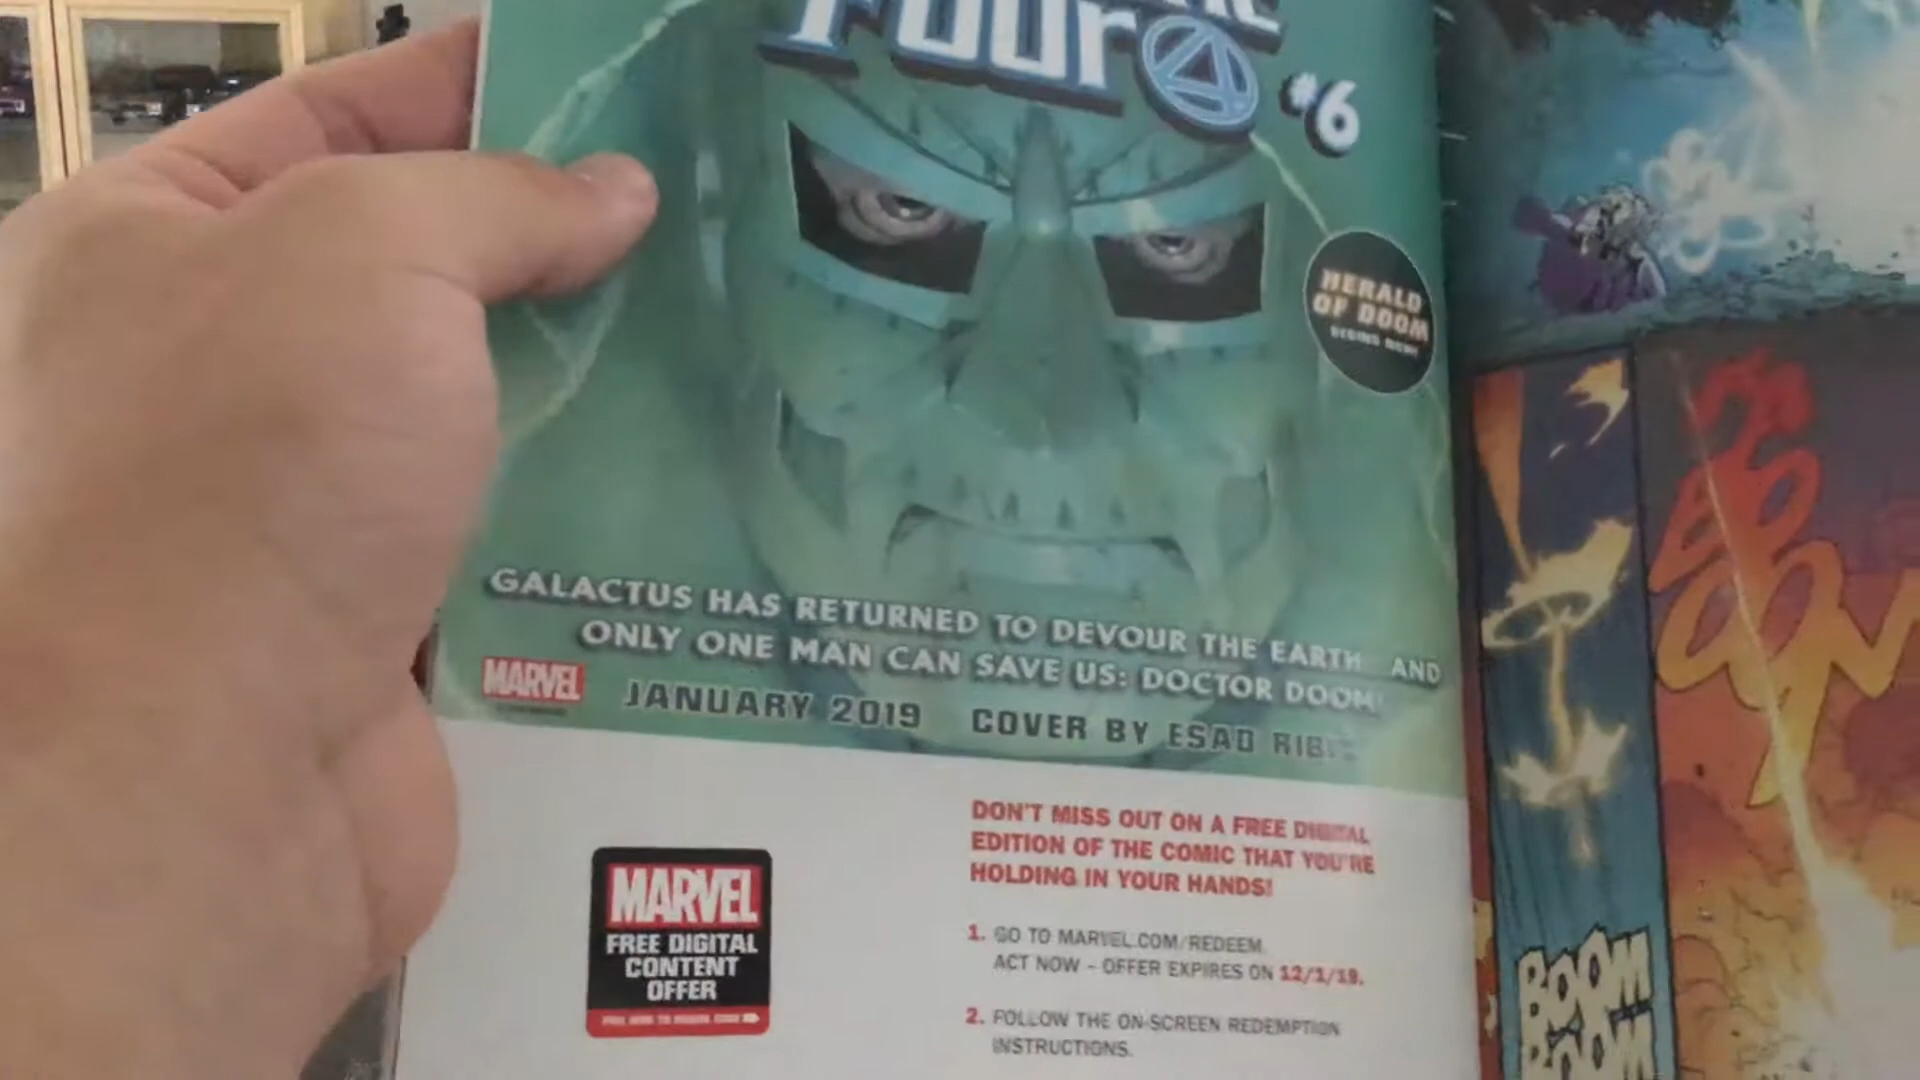 FOUR
#6
HERALD
OF DOOM
BEGINS NOW!
GALACTUS HAS RETURNED TO DEVOUR THE EARTH... AND
ONLY ONE MAN CAN SAVE US: DOCTOR DOOM!
MARVEL
JANUARY 2019 COVER BY ESAD
DON'T MISS OUT ON A FREE DIGITAL
EDITION OF THE COMIC THAT YOU'RE
HOLDING IN YOUR HANDS!
MARVEL
FREE DIGITAL
CONTENT
OFFER
1. GO TO MARVEL.COM/REDEEM.
ACT NOW – OFFER EXPIRES ON 12/1/19.
2. FOLLOW THE ON-SCREEN REDEMPTION
INSTRUCTIONS.
BOOM
BOOM